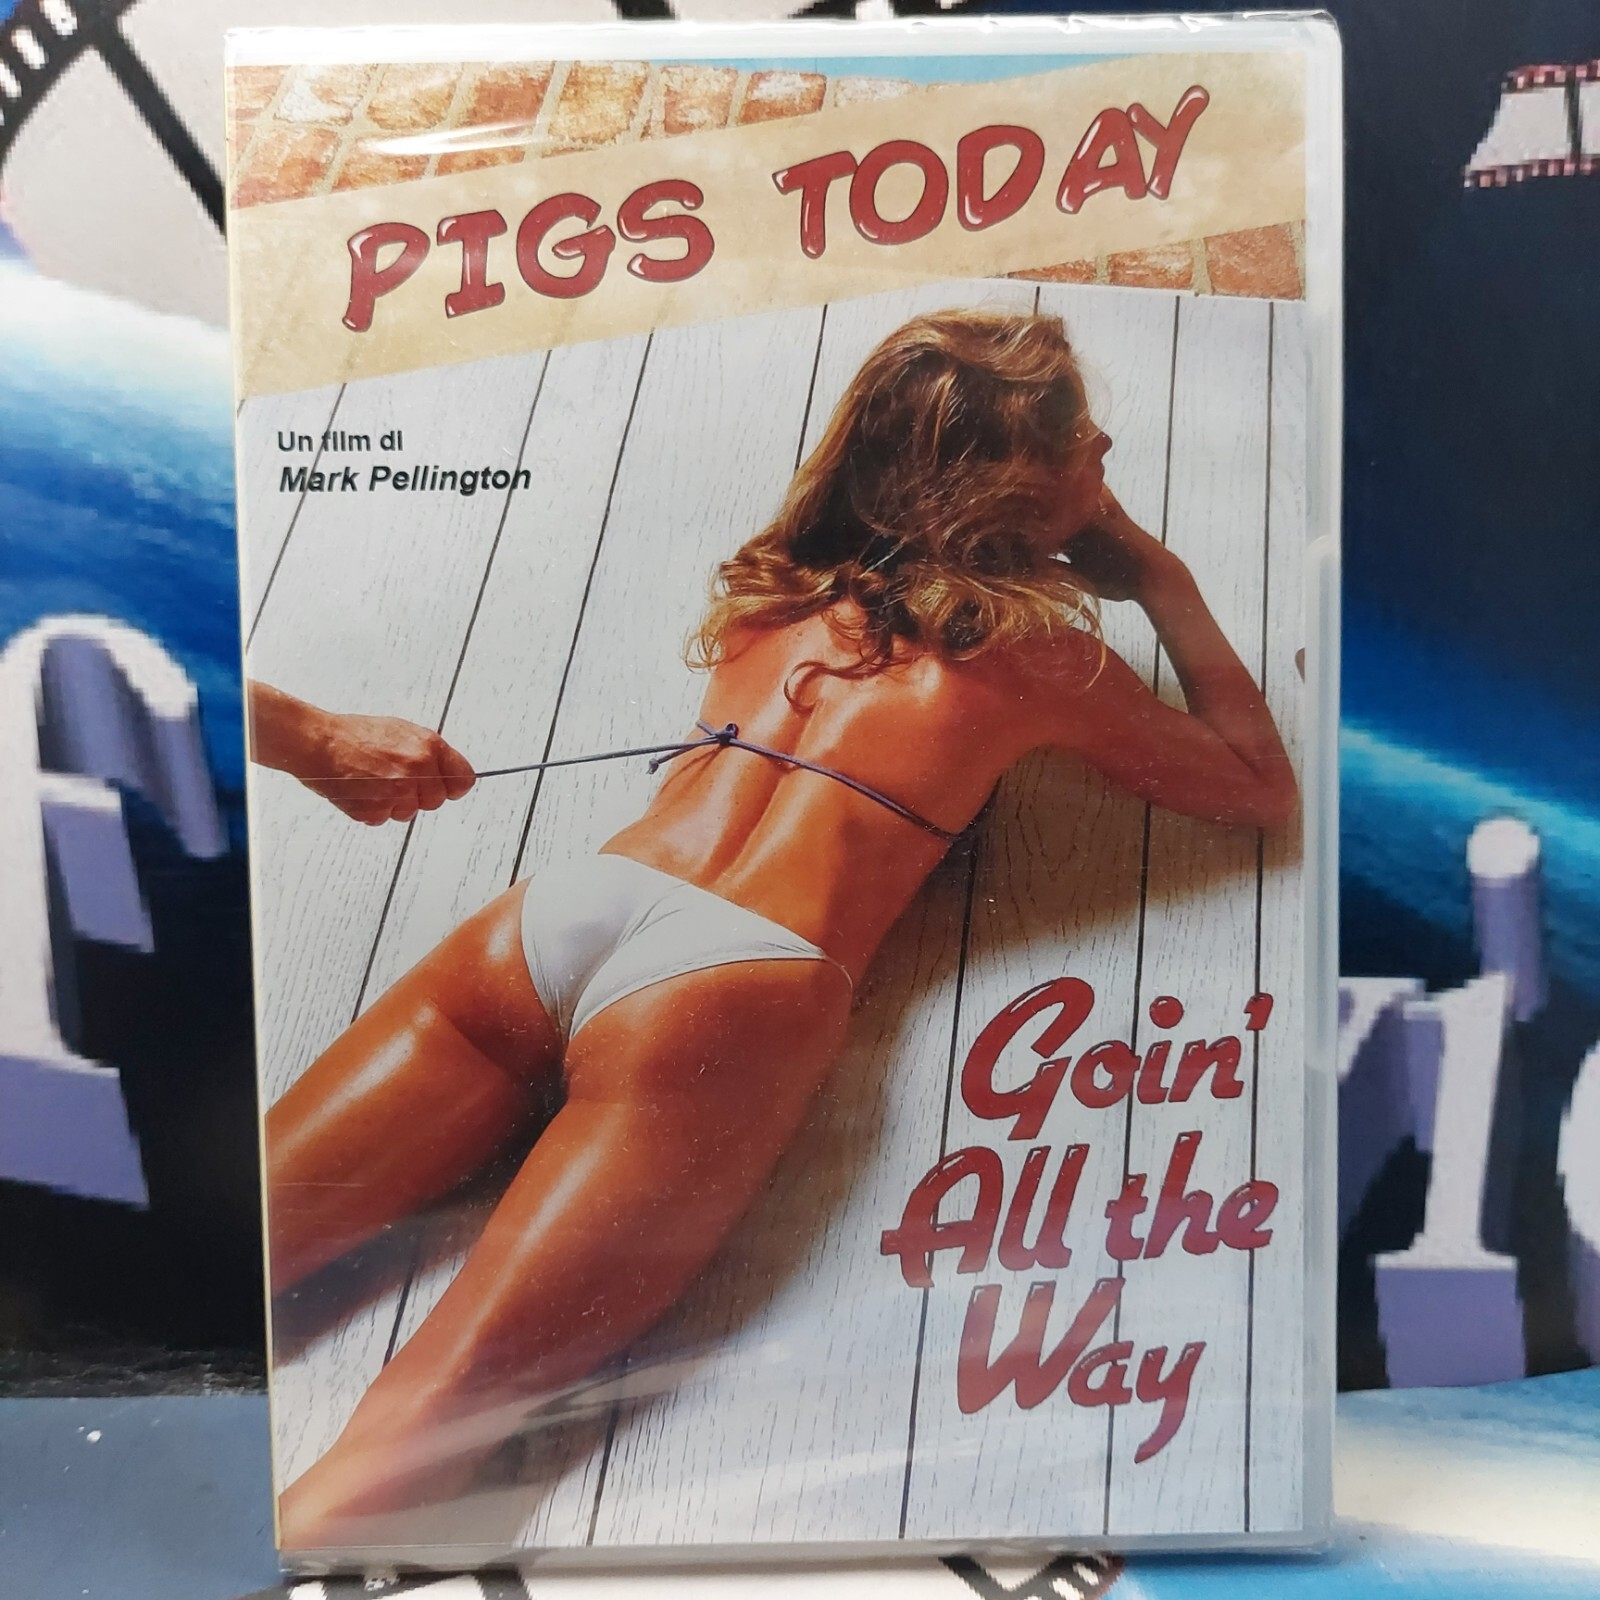 PIGS TODAY
Un film di
Mark Pellington
Goin'
All the
Way